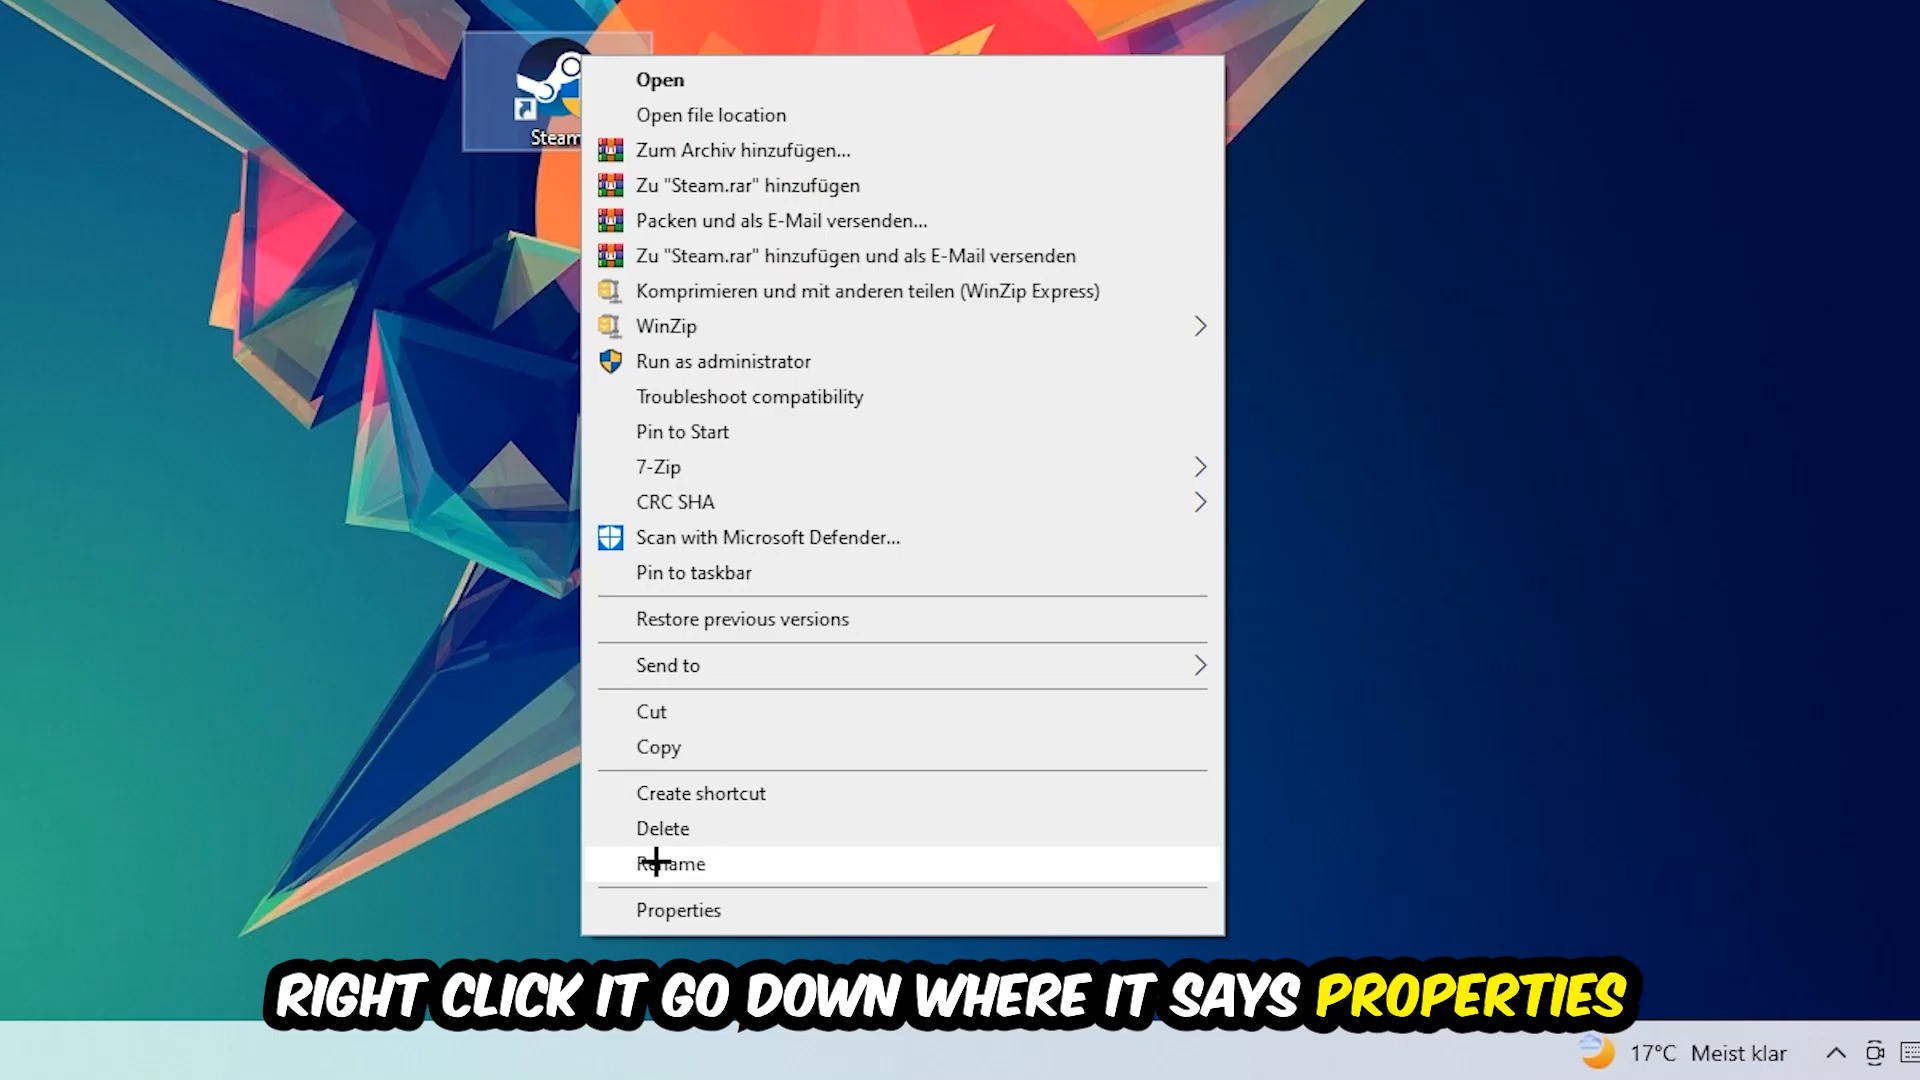 Steam
Open
Open file location
Zum Archiv hinzufügen...
Zu "Steam.rar" hinzufügen
Packen und als E-Mail versenden...
Zu "Steam.rar" hinzufügen und als E-Mail versenden
Komprimieren und mit anderen teilen (WinZip Express)
WinZip
Run as administrator
Troubleshoot compatibility
Pin to Start
7-Zip
CRC SHA
Scan with Microsoft Defender...
Pin to taskbar
Restore previous versions
Send to
Cut
Copy
Create shortcut
Delete
Rename
Properties
RIGHT CLICK IT GO DOWN WHERE IT SAYS PROPERTIES
17°C Meist klar